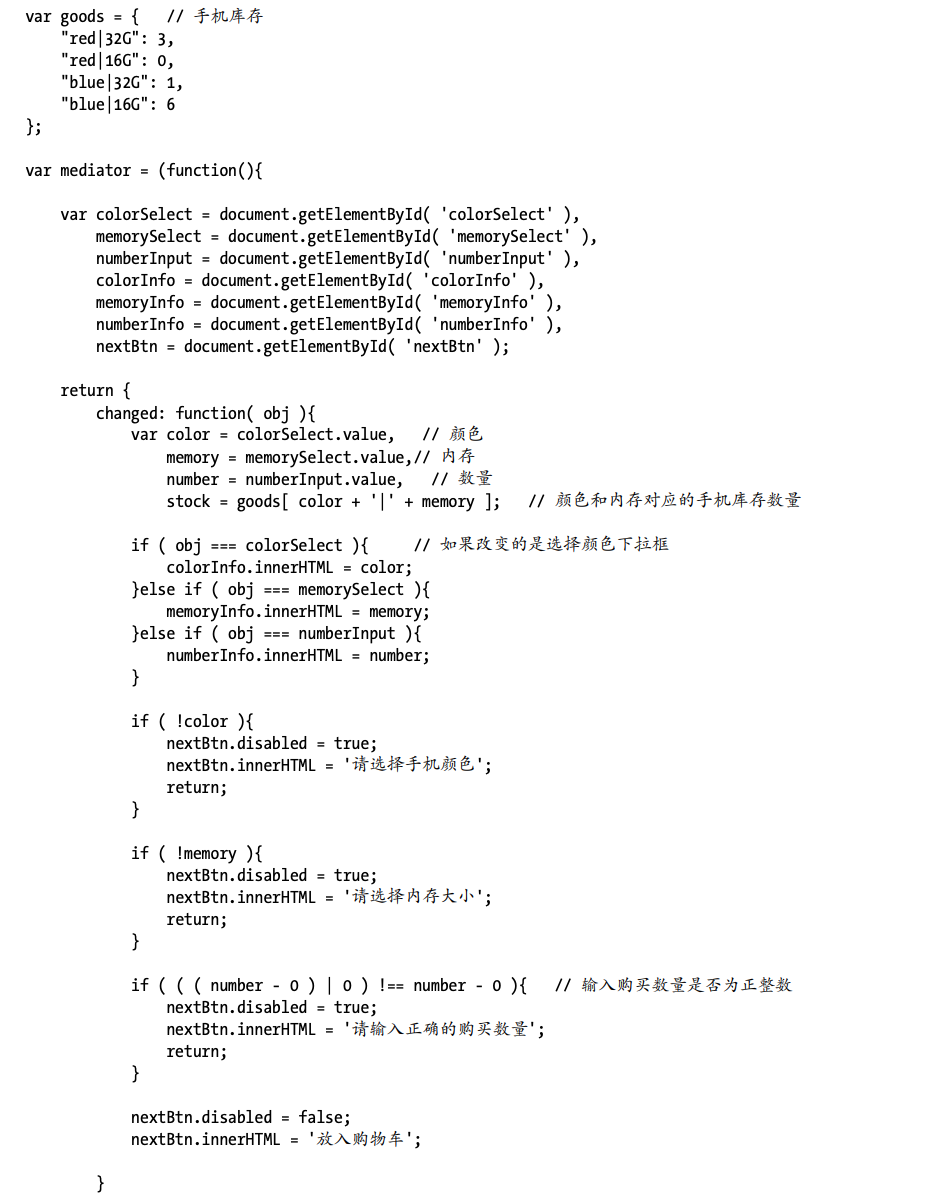 var goods = {   // 手机库存
    "red|32G": 3,
    "red|16G": 0,
    "blue|32G": 1,
    "blue|16G": 6
};

var mediator = (function(){

    var colorSelect = document.getElementById( 'colorSelect' ),
        memorySelect = document.getElementById( 'memorySelect' ),
        numberInput = document.getElementById( 'numberInput' ),
        colorInfo = document.getElementById( 'colorInfo' ),
        memoryInfo = document.getElementById( 'memoryInfo' ),
        numberInfo = document.getElementById( 'numberInfo' ),
        nextBtn = document.getElementById( 'nextBtn' );

    return {
        changed: function( obj ){
            var color = colorSelect.value,   // 颜色
                memory = memorySelect.value,// 内存
                number = numberInput.value,   // 数量
                stock = goods[ color + '|' + memory ];   // 颜色和内存对应的手机库存数量

            if ( obj === colorSelect ){     // 如果改变的是选择颜色下拉框
                colorInfo.innerHTML = color;
            }else if ( obj === memorySelect ){
                memoryInfo.innerHTML = memory;
            }else if ( obj === numberInput ){
                numberInfo.innerHTML = number;
            }

            if ( !color ){
                nextBtn.disabled = true;
                nextBtn.innerHTML = '请选择手机颜色';
                return;
            }

            if ( !memory ){
                nextBtn.disabled = true;
                nextBtn.innerHTML = '请选择内存大小';
                return;
            }

            if ( ( ( number - 0 ) | 0 ) !== number - 0 ){   // 输入购买数量是否为正整数
                nextBtn.disabled = true;
                nextBtn.innerHTML = '请输入正确的购买数量';
                return;
            }

            nextBtn.disabled = false;
            nextBtn.innerHTML = '放入购物车';

        }